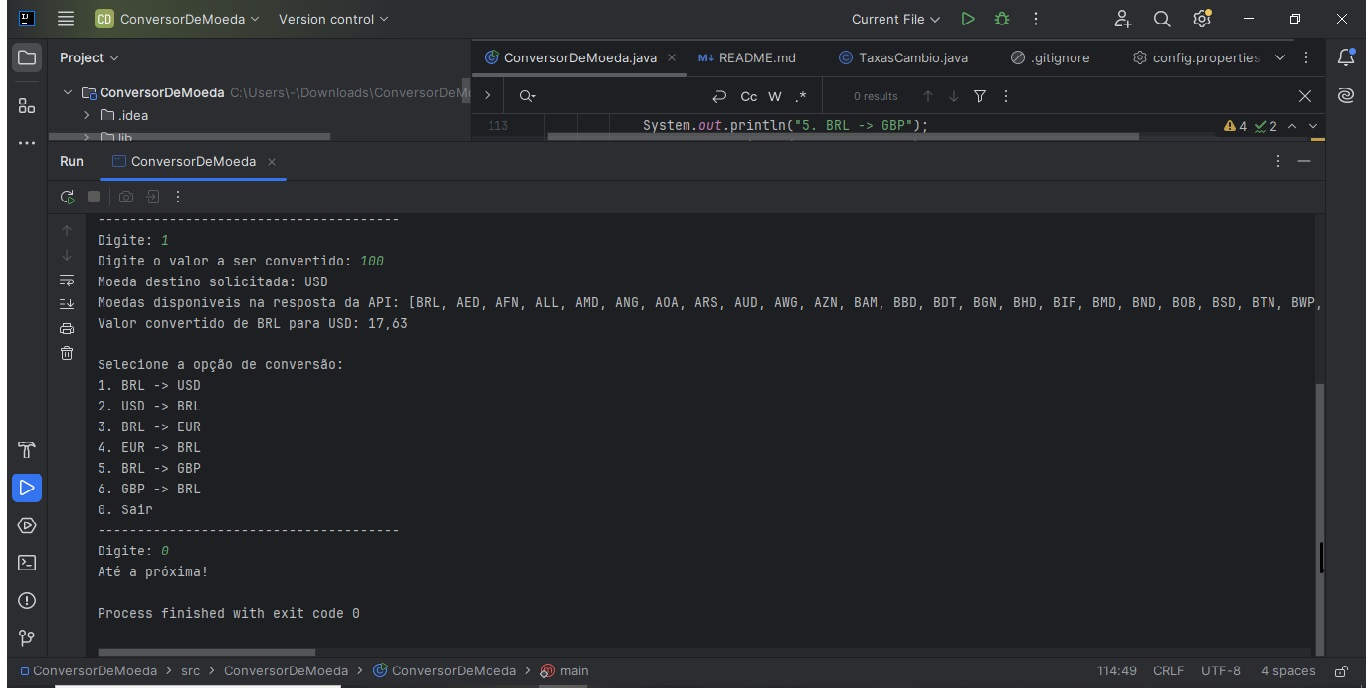 CD ConversorDeMoeda Version control Current File
Project
ConversorDeMoeda.java README.md TaxasCambio.java .gitignore config.properties
ConversorDeMoeda C:\Users\-\Downloads\ConversorDeMo
.idea
lib
Cc W .* 0 results
113 System.out.println("5. BRL -> GBP"); 4 2
Run ConversorDeMoeda
---------------------------------------
Digite: 1
Digite o valor a ser convertido: 100
Moeda destino solicitada: USD
Moedas disponiveis na resposta da API: [BRL, AED, AFN, ALL, AMD, ANG, AOA, ARS, AUD, AWG, AZN, BAM, BBD, BDT, BGN, BHD, BIF, BMD, BND, BOB, BSD, BTN, BWP,
Valor convertido de BRL para USD: 17,63
Selecione a opção de conversão:
1. BRL -> USD
2. USD -> BRL
3. BRL -> EUR
4. EUR -> BRL
5. BRL -> GBP
6. GBP -> BRL
0. Sair
---------------------------------------
Digite: 0
Até a próxima!
Process finished with exit code 0
ConversorDeMoeda > src > ConversorDeMoeda > ConversorDeMoeda > main 114:49 CRLF UTF-8 4 spaces